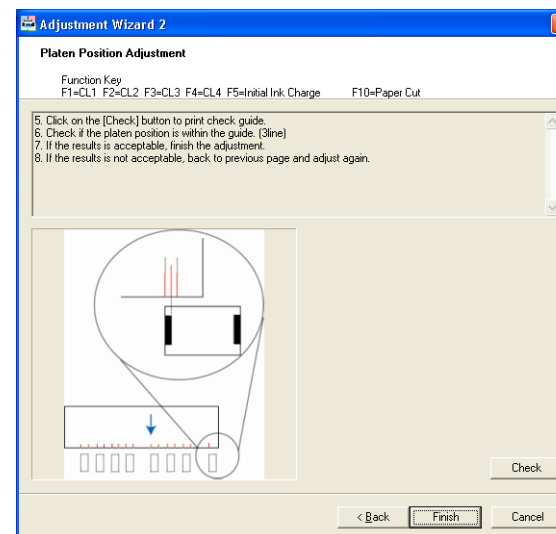 Adjustment Wizard 2
Platen Position Adjustment
Function Key
F1=CL1 F2=CL2 F3=CL3 F4=CL4 F5=Initial Ink Charge F10=Paper Cut
5. Click on the [Check] button to print check guide.
6. Check if the platen position is within the guide. (3line)
7. If the results is acceptable, finish the adjustment.
8. If the results is not acceptable, back to previous page and adjust again.
Check
< Back Finish Cancel